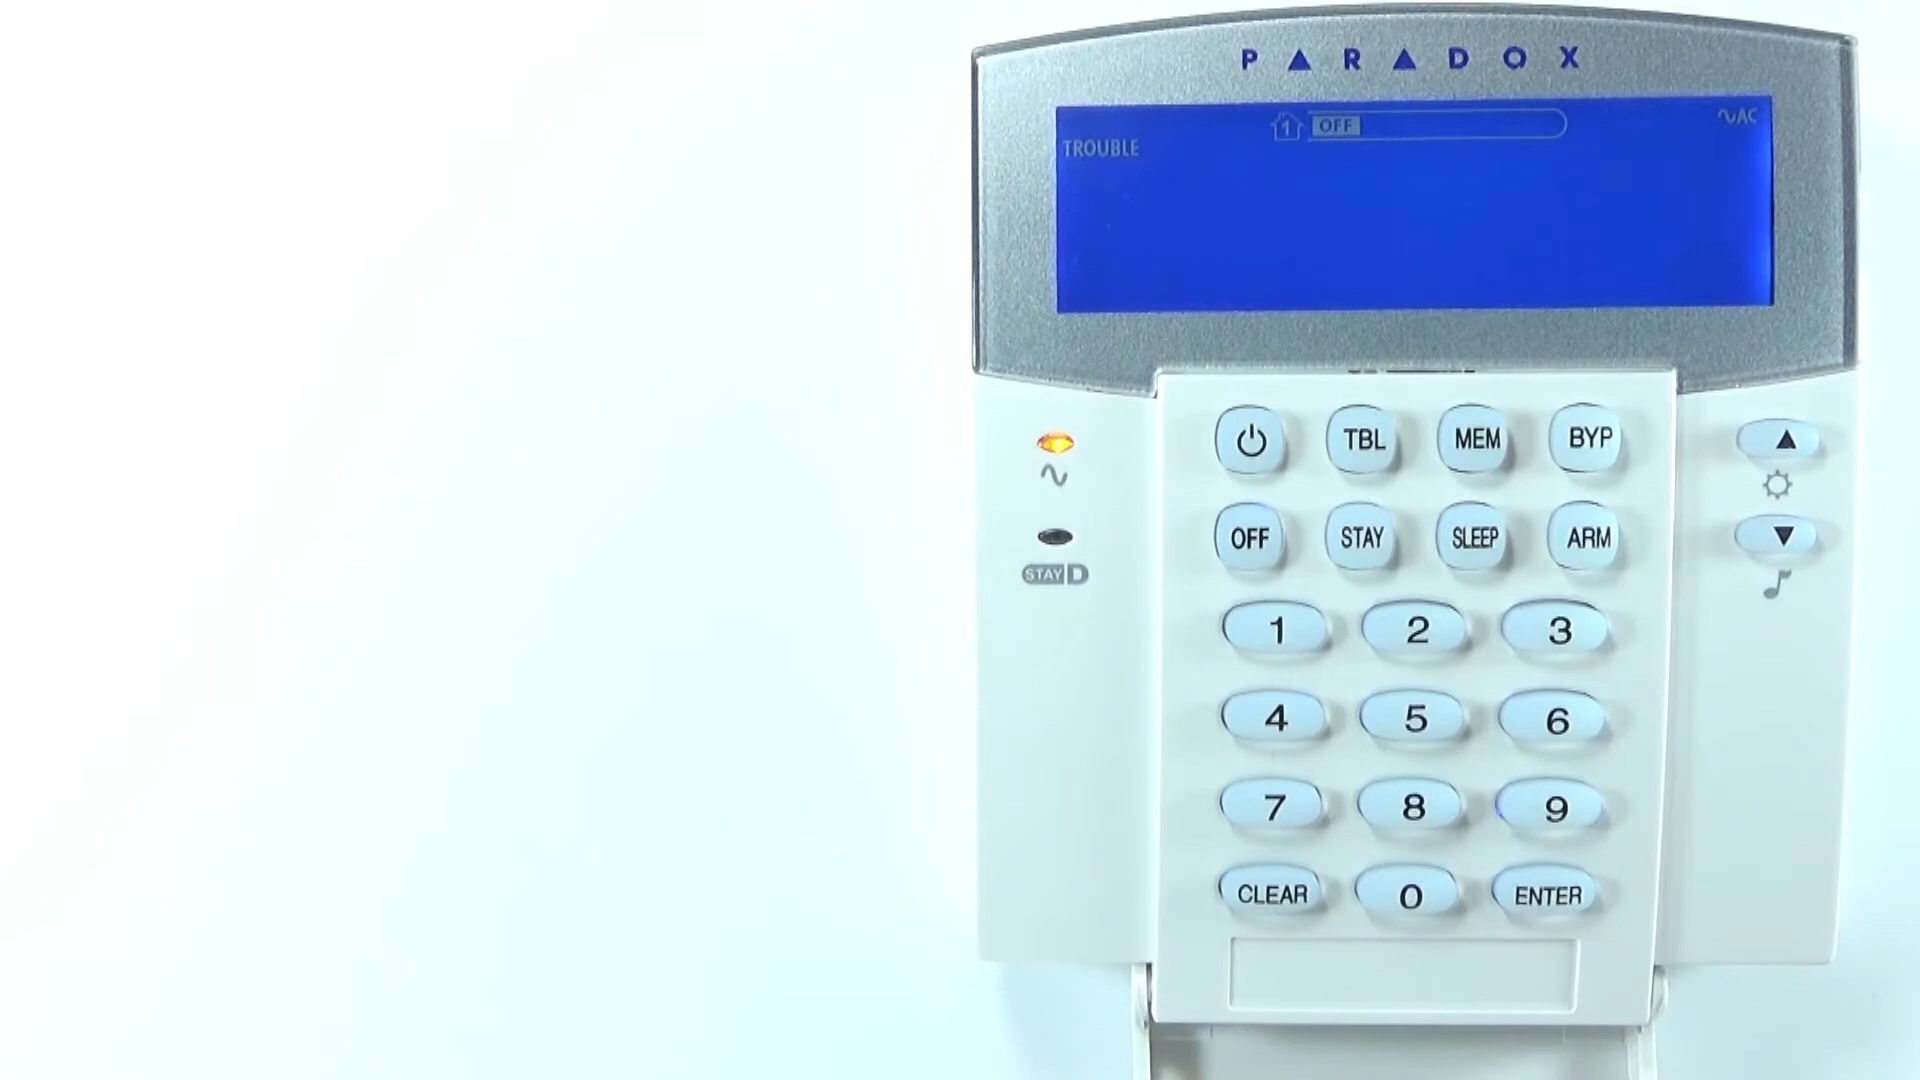 PARADOX
1 OFF
AC
TROUBLE
TBL MEM BYP
OFF STAY SLEEP ARM
STAY D
1 2 3
4 5 6
7 8 9
CLEAR 0 ENTER